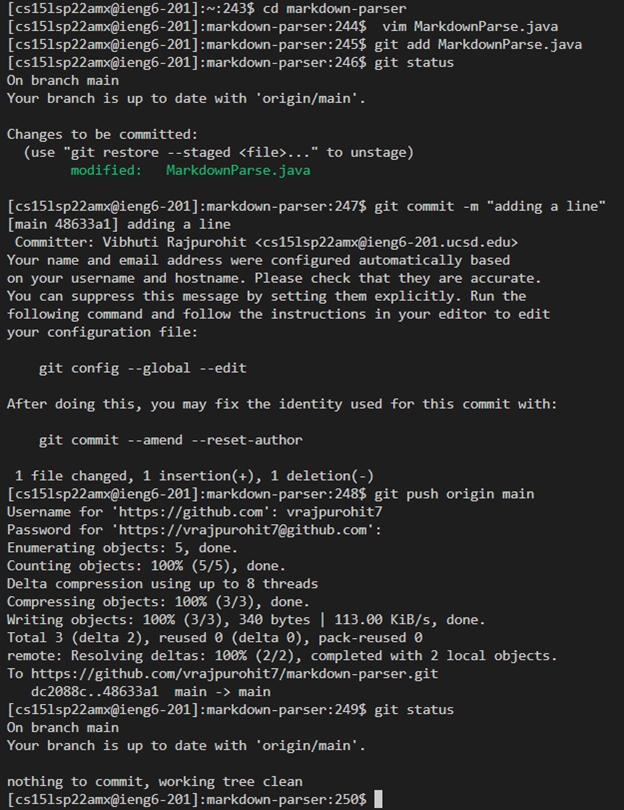 [cs15lsp22amx@ieng6-201]:~:243$ cd markdown-parser
[cs15lsp22amx@ieng6-201]:markdown-parser:244$  vim MarkdownParse.java
[cs15lsp22amx@ieng6-201]:markdown-parser:245$ git add MarkdownParse.java
[cs15lsp22amx@ieng6-201]:markdown-parser:246$ git status
On branch main
Your branch is up to date with 'origin/main'.

Changes to be committed:
  (use "git restore --staged <file>..." to unstage)
        modified:   MarkdownParse.java

[cs15lsp22amx@ieng6-201]:markdown-parser:247$ git commit -m "adding a line"
[main 48633a1] adding a line
 Committer: Vibhuti Rajpurohit <cs15lsp22amx@ieng6-201.ucsd.edu>
Your name and email address were configured automatically based
on your username and hostname. Please check that they are accurate.
You can suppress this message by setting them explicitly. Run the
following command and follow the instructions in your editor to edit
your configuration file:

    git config --global --edit

After doing this, you may fix the identity used for this commit with:

    git commit --amend --reset-author

 1 file changed, 1 insertion(+), 1 deletion(-)
[cs15lsp22amx@ieng6-201]:markdown-parser:248$ git push origin main
Username for 'https://github.com': vrajpurohit7
Password for 'https://vrajpurohit7@github.com':
Enumerating objects: 5, done.
Counting objects: 100% (5/5), done.
Delta compression using up to 8 threads
Compressing objects: 100% (3/3), done.
Writing objects: 100% (3/3), 340 bytes | 113.00 KiB/s, done.
Total 3 (delta 2), reused 0 (delta 0), pack-reused 0
remote: Resolving deltas: 100% (2/2), completed with 2 local objects.
To https://github.com/vrajpurohit7/markdown-parser.git
   dc2088c..48633a1  main -> main
[cs15lsp22amx@ieng6-201]:markdown-parser:249$ git status
On branch main
Your branch is up to date with 'origin/main'.

nothing to commit, working tree clean
[cs15lsp22amx@ieng6-201]:markdown-parser:250$